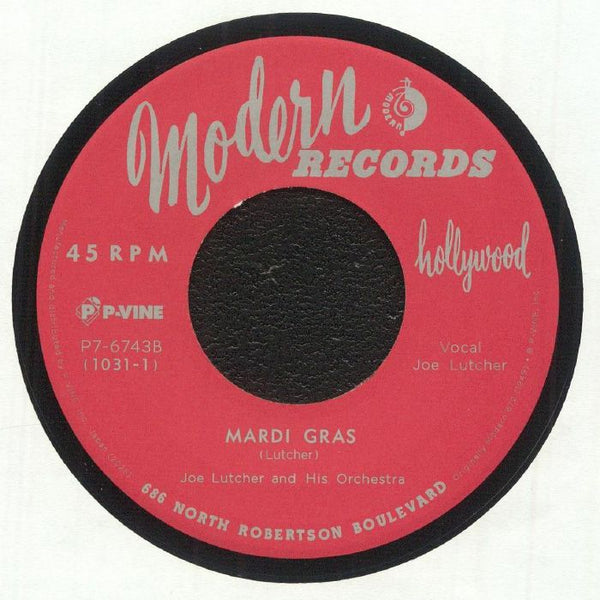 Modern
MODERN
RECORDS
hollywood
45 RPM
P P-VINE
P7-6743B
(1031-1)
Vocal
Joe Lutcher
MARDI GRAS
(Lutcher)
Joe Lutcher and His Orchestra
686 NORTH ROBERTSON BOULEVARD